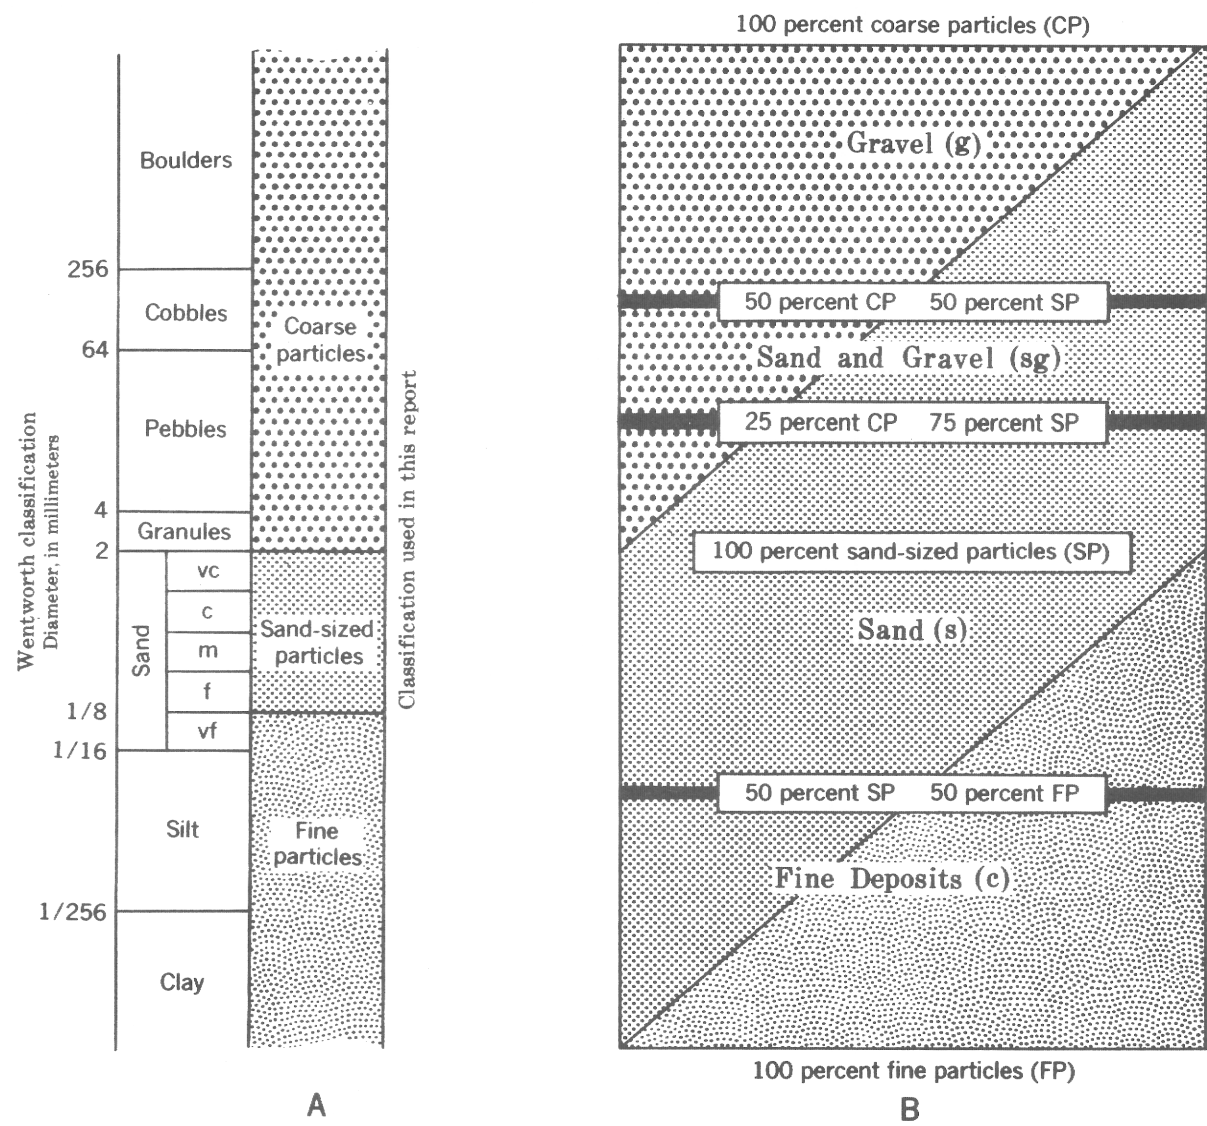 Wentworth classification
Diameter, in millimeters
Boulders
256
Cobbles
64
Pebbles
4
Granules
2
Sand
vc
c
m
f
1/8
vf
1/16
Silt
1/256
Clay
Coarse
particles
Sand-sized
particles
Fine
particles
Classification used in this report
A
100 percent coarse particles (CP)
Gravel (g)
50 percent CP 50 percent SP
Sand and Gravel (sg)
25 percent CP 75 percent SP
100 percent sand-sized particles (SP)
Sand (s)
50 percent SP 50 percent FP
Fine Deposits (c)
100 percent fine particles (FP)
B